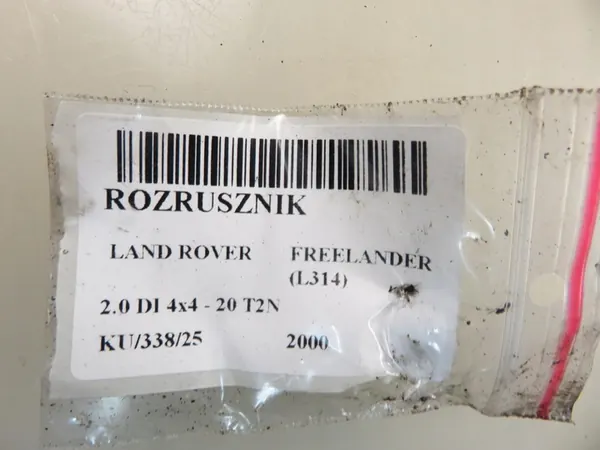 ROZRUSZNIK
LAND ROVER FREELANDER
(L314)
2.0 DI 4x4 - 20 T2N
KU/338/25 2000